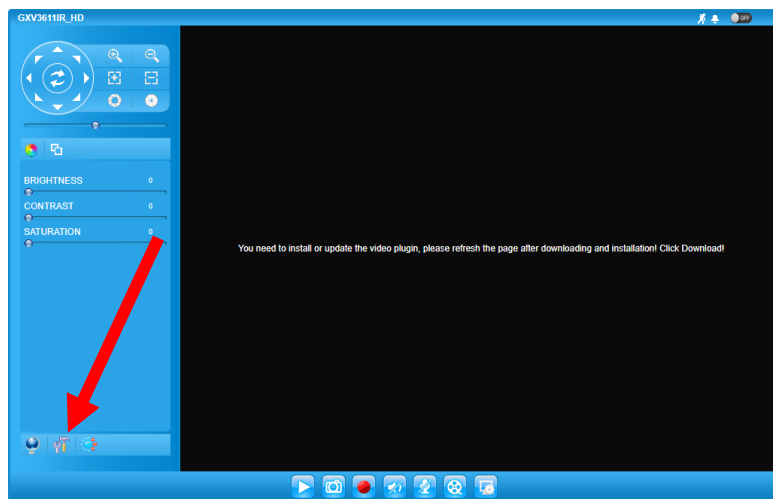 GXV3611IR_HD
OFF
BRIGHTNESS 0
CONTRAST 0
SATURATION 0
You need to install or update the video plugin, please refresh the page after downloading and installation! Click Download!